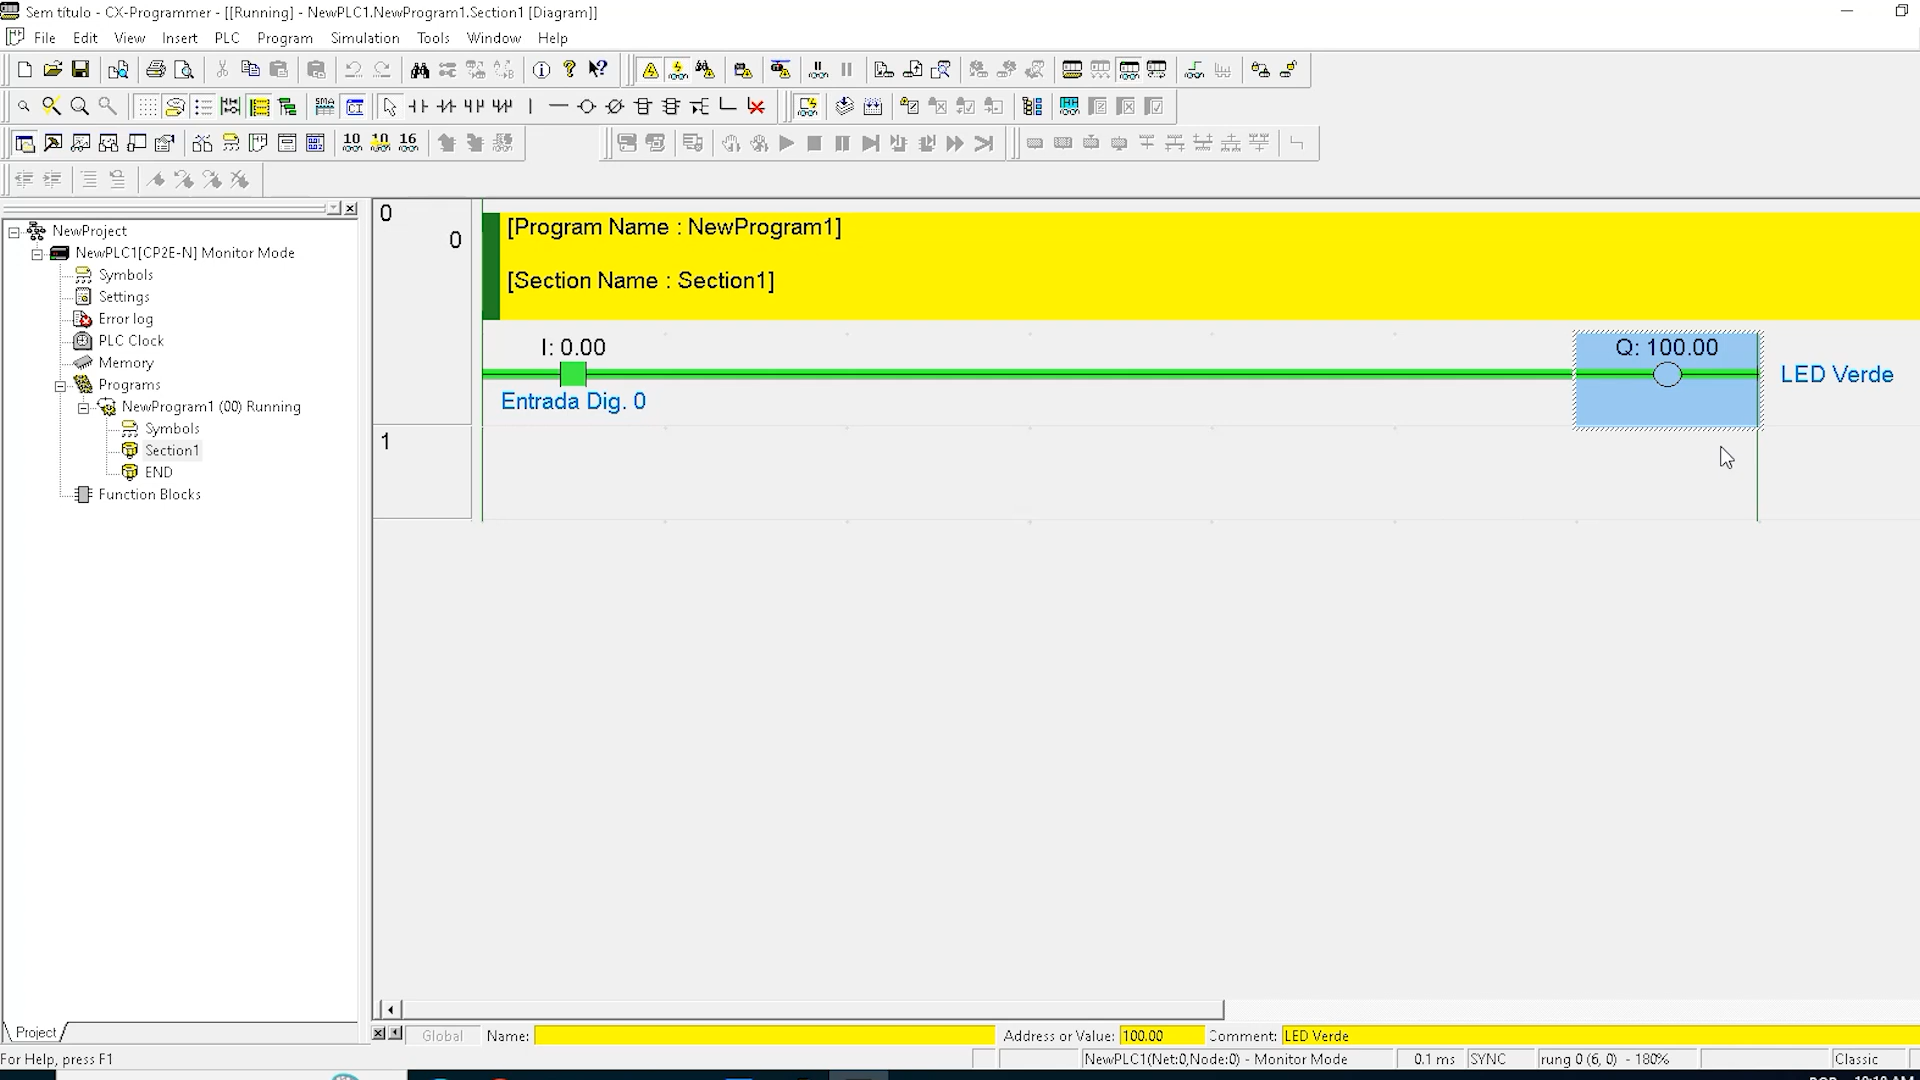 Sem título - CX-Programmer - [[Running] - NewPLC1.NewProgram1.Section1 [Diagram]]
File Edit View Insert PLC Program Simulation Tools Window Help
SMA CI
10 10 16
NewProject
NewPLC1[CP2E-N] Monitor Mode
Symbols
Settings
Error log
PLC Clock
Memory
Programs
NewProgram1 (00) Running
Symbols
Section1
END
Function Blocks
Project
0
0
[Program Name : NewProgram1]
[Section Name : Section1]
I: 0.00
Entrada Dig. 0
Q: 100.00
LED Verde
1
Global Name: Address or Value: 100.00 Comment: LED Verde
For Help, press F1 NewPLC1(Net:0,Node:0) - Monitor Mode 0.1 ms SYNC rung 0 (6, 0) - 180% Classic